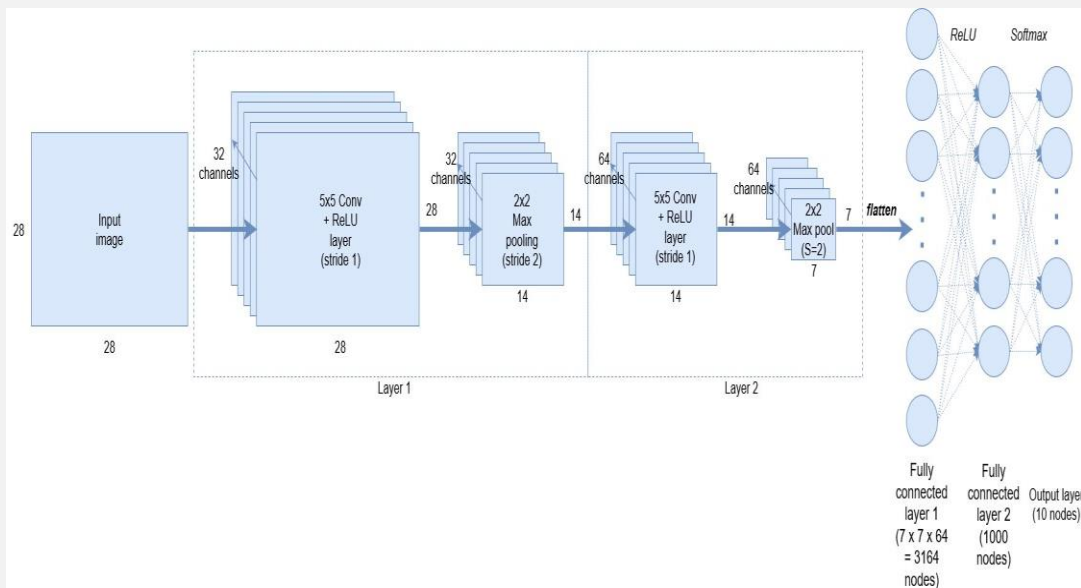 28
Input
image
28
32
channels
5x5 Conv
+ ReLU
layer
(stride 1)
28
28
32
channels
2x2
Max
pooling
(stride 2)
14
14
Layer 1
64
channels
5x5 Conv
+ ReLU
layer
(stride 1)
14
14
64
channels
2x2
Max pool
(S=2)
7
7
Layer 2
flatten
ReLU
Softmax
Fully
connected
layer 1
(7 x 7 x 64
= 3164
nodes)
Fully
connected
layer 2
(1000
nodes)
Output layer
(10 nodes)